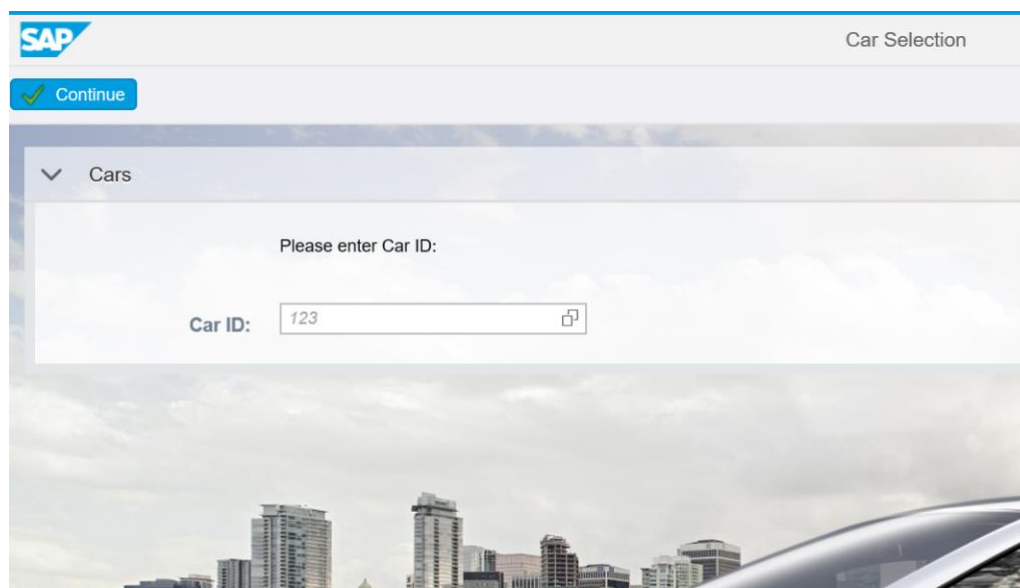 SAP
Car Selection
Continue
Cars
Please enter Car ID:
Car ID:
123